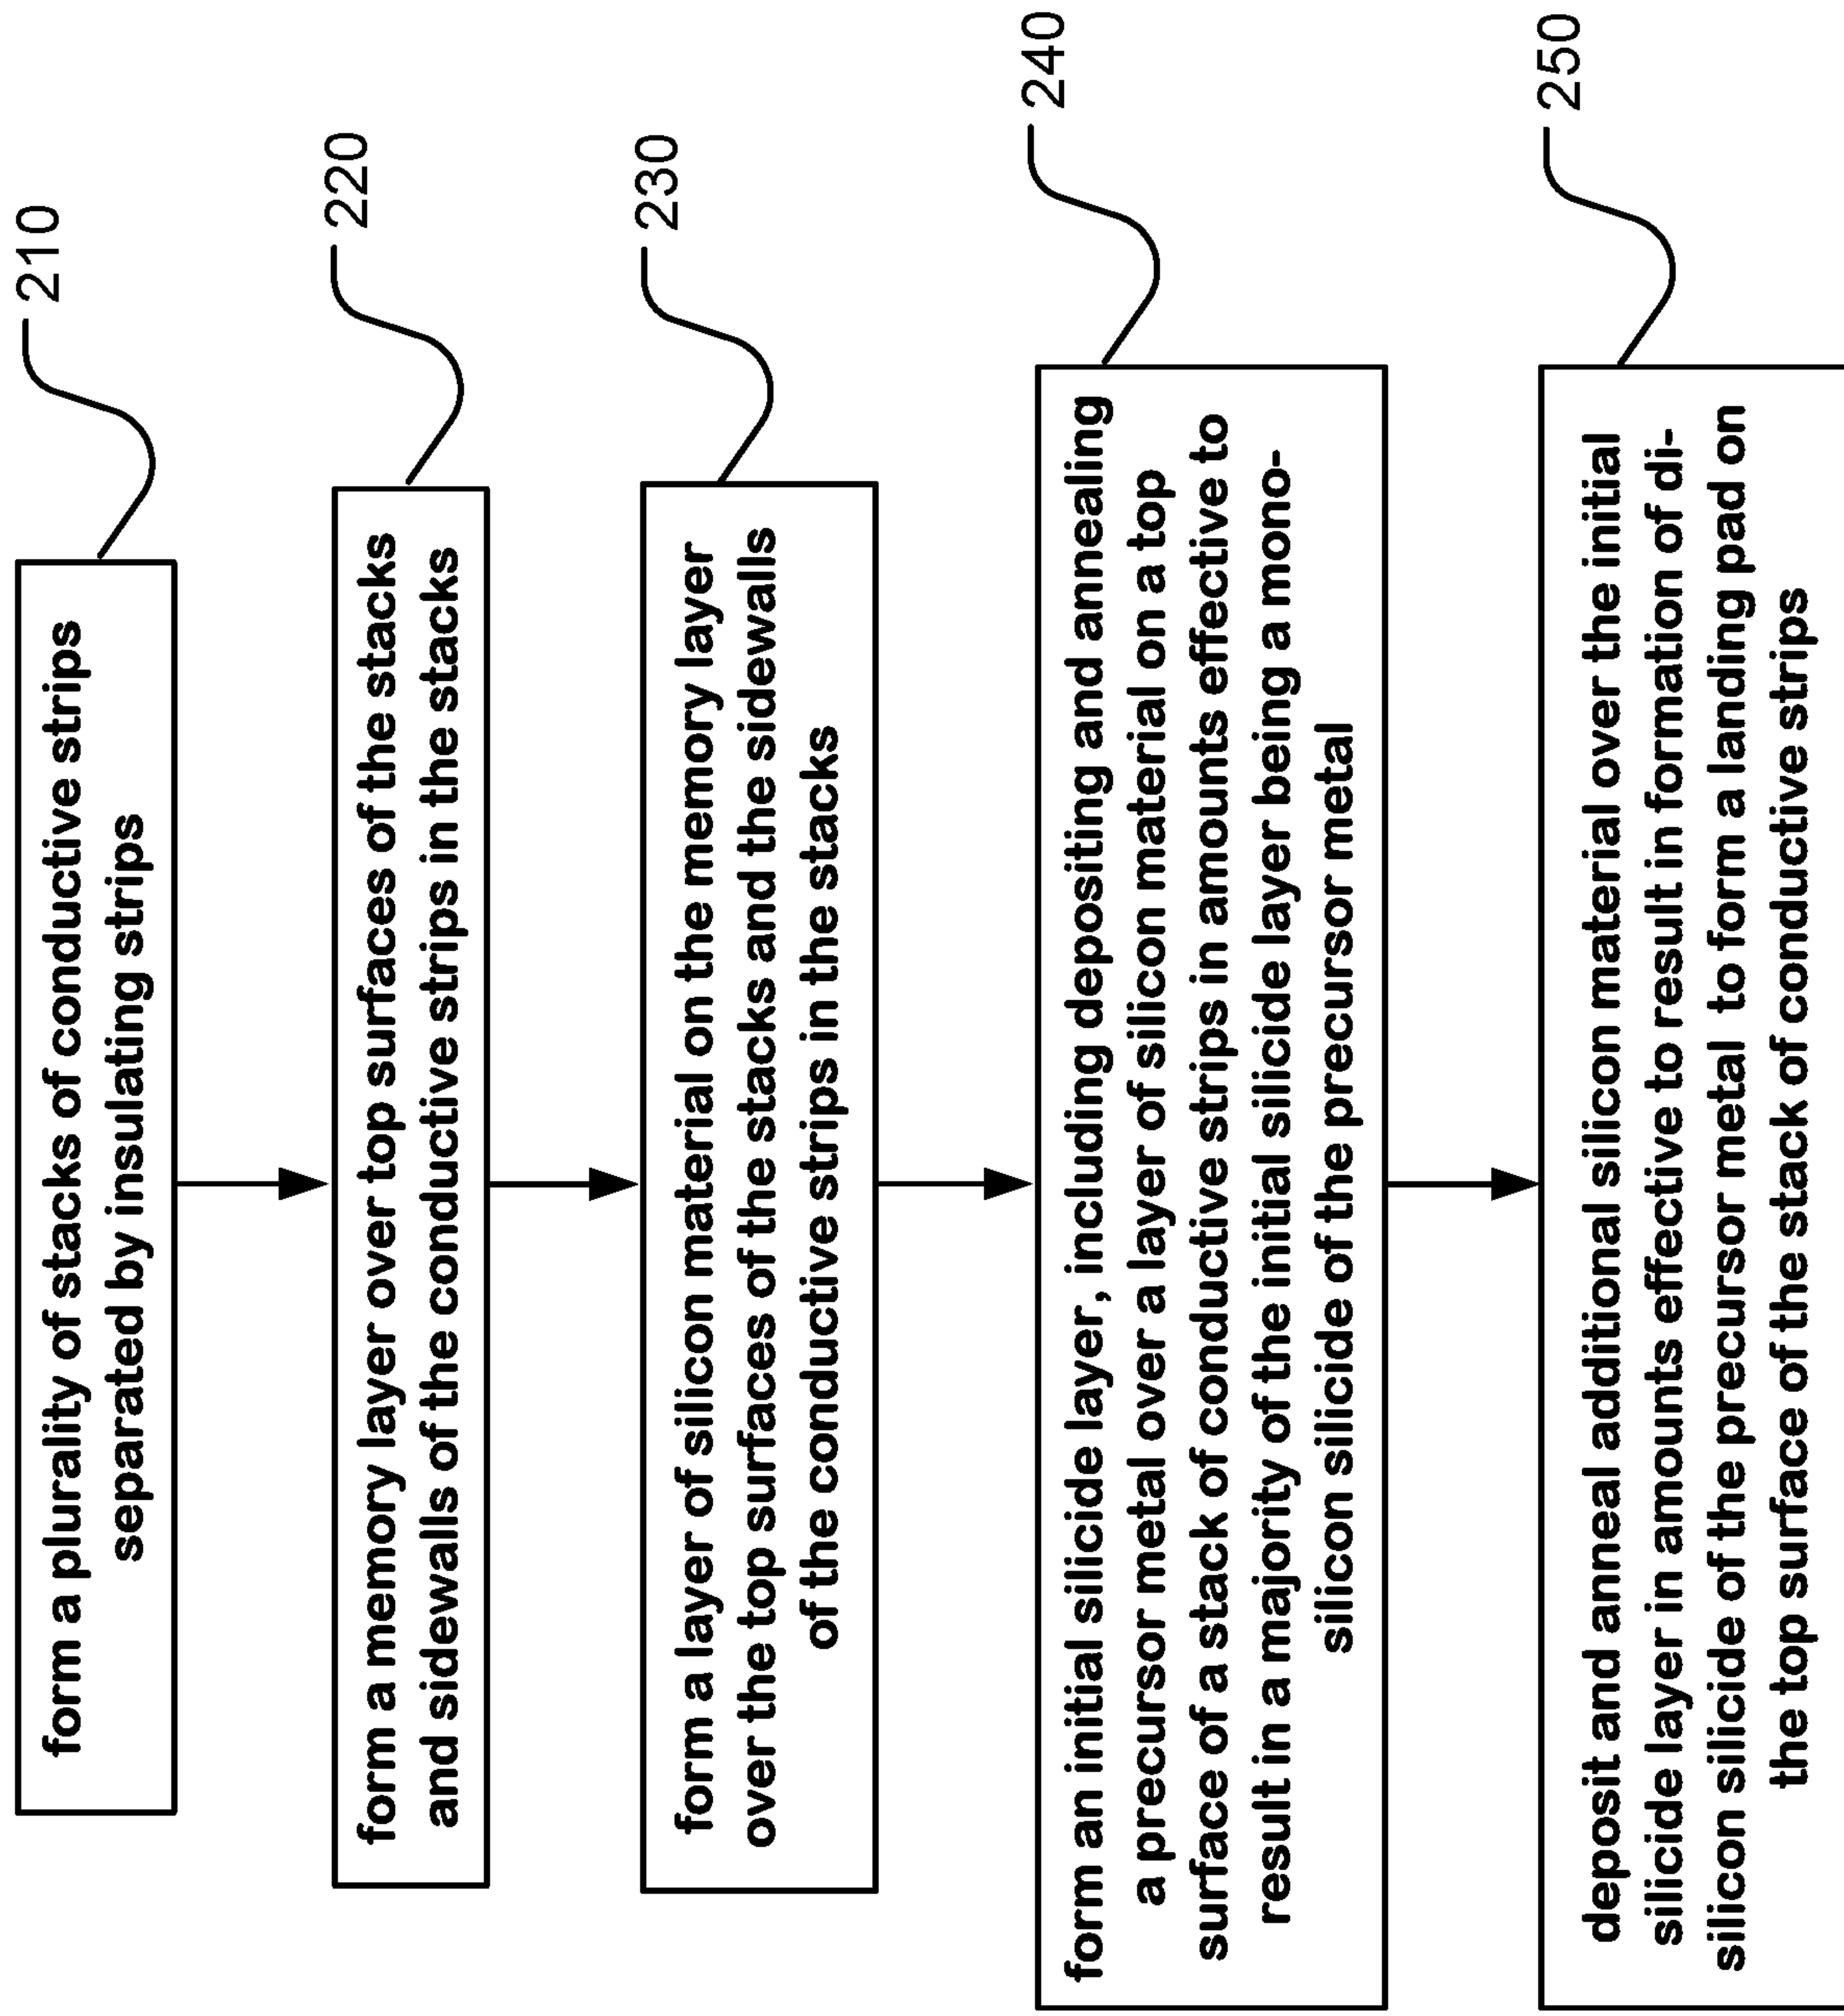 210
form a plurality of stacks of conductive strips
separated by insulating strips
220
form a memory layer over top surfaces of the stacks
and sidewalls of the conductive strips in the stacks
230
form a layer of silicon material on the memory layer
over the top surfaces of the stacks and the sidewalls
of the conductive strips in the stacks
240
form an initial silicide layer, including depositing and annealing
a precursor metal over a layer of silicon material on a top
surface of a stack of conductive strips in amounts effective to
result in a majority of the initial silicide layer being a mono-
silicon silicide of the precursor metal
250
deposit and anneal additional silicon material over the initial
silicide layer in amounts effective to result in formation of di-
silicon silicide of the precursor metal to form a landing pad on
the top surface of the stack of conductive strips